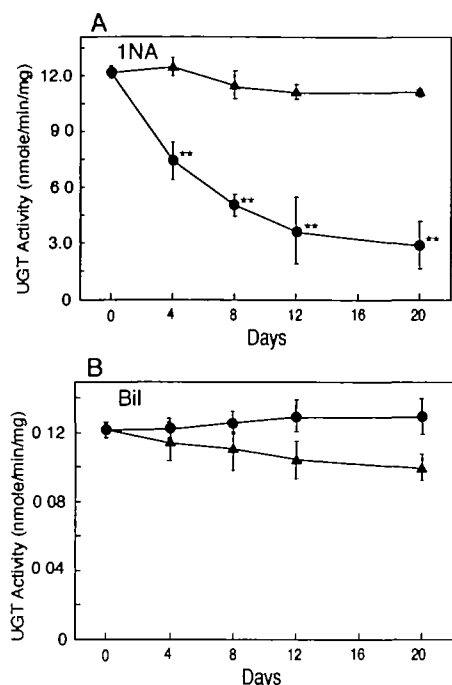 A
1NA
UGT Activity (nmole/min/mg)
12.0
9 0
6 0
3.0
0
**
**
**
**
0 4 8 12 16 20
Days
B
Bil
UGT Activity (nmole/min/mg)
0 12
0 08
0 04
0
0 4 8 12 16 20
Days